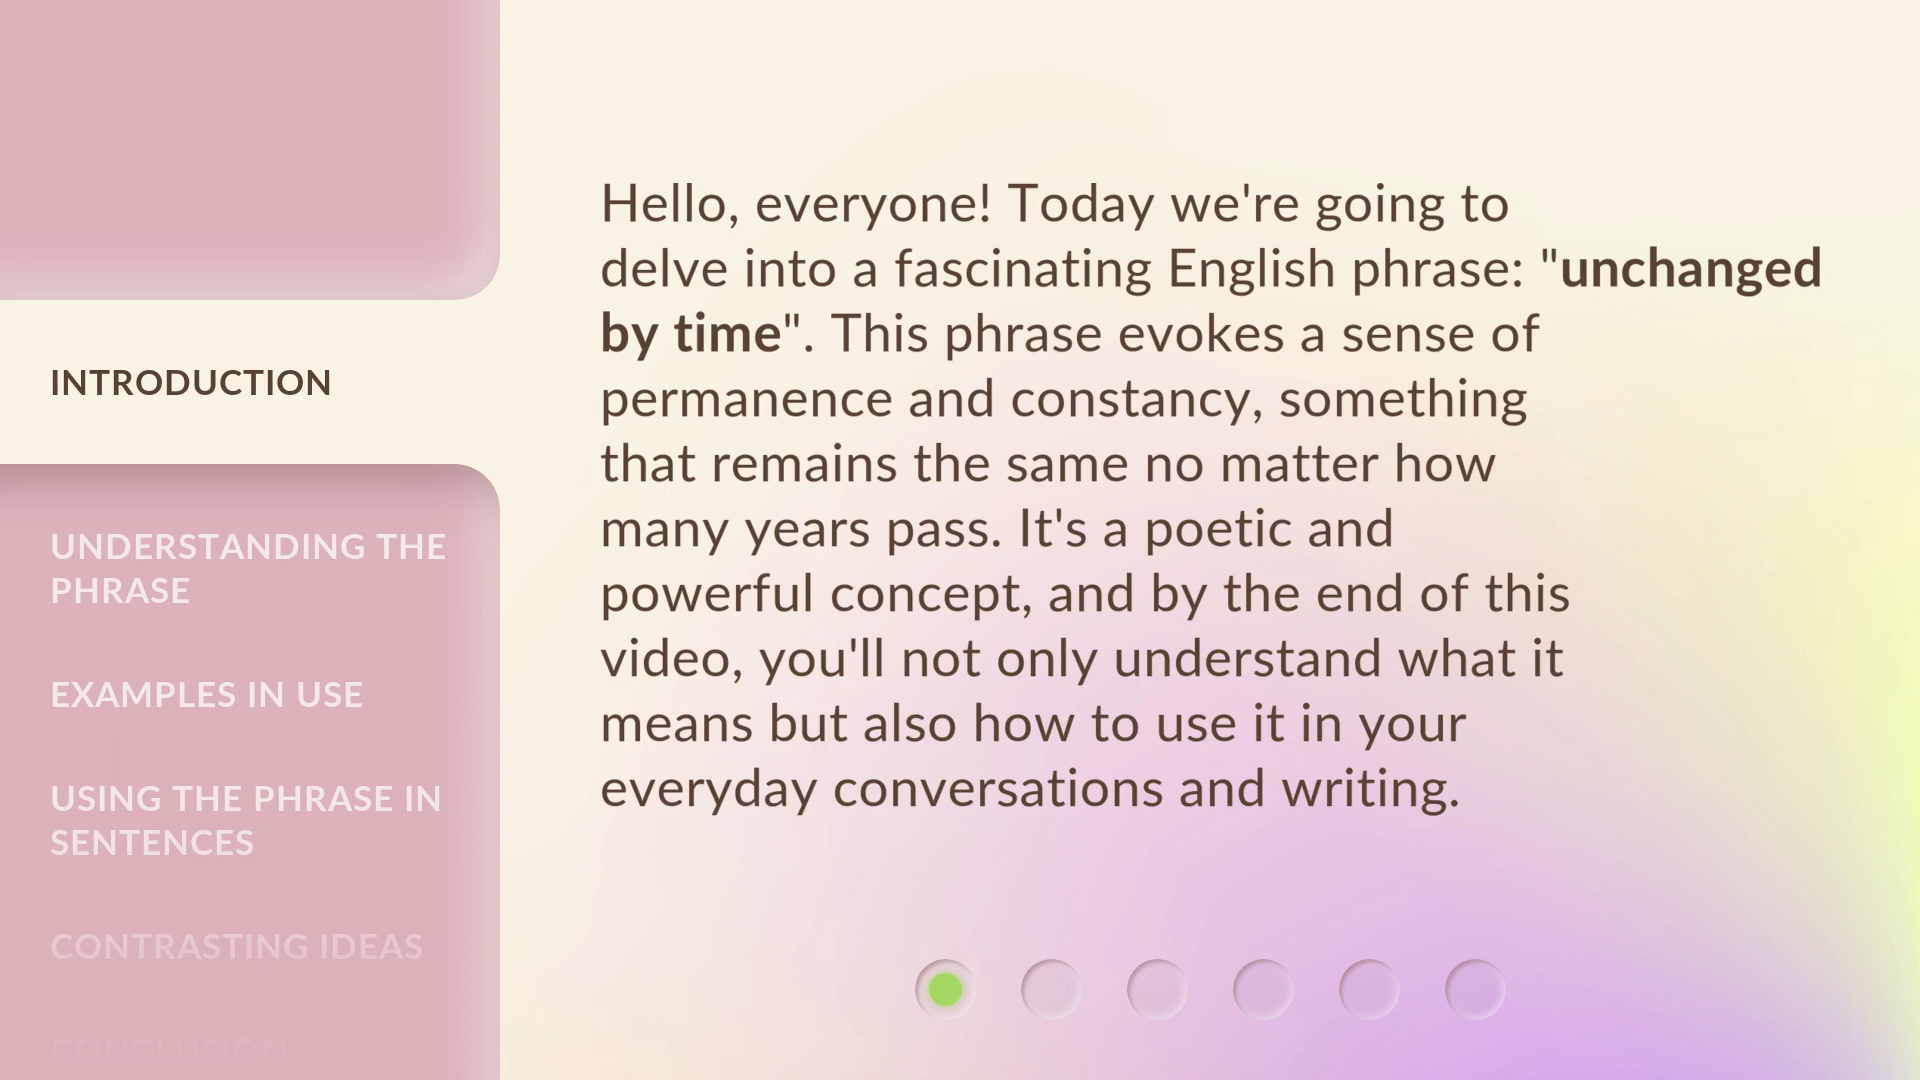 INTRODUCTION
UNDERSTANDING THE
PHRASE
EXAMPLES IN USE
USING THE PHRASE IN
SENTENCES
CONTRASTING IDEAS
CONCLUSION
Hello, everyone! Today we're going to
delve into a fascinating English phrase: "unchanged
by time". This phrase evokes a sense of
permanence and constancy, something
that remains the same no matter how
many years pass. It's a poetic and
powerful concept, and by the end of this
video, you'll not only understand what it
means but also how to use it in your
everyday conversations and writing.